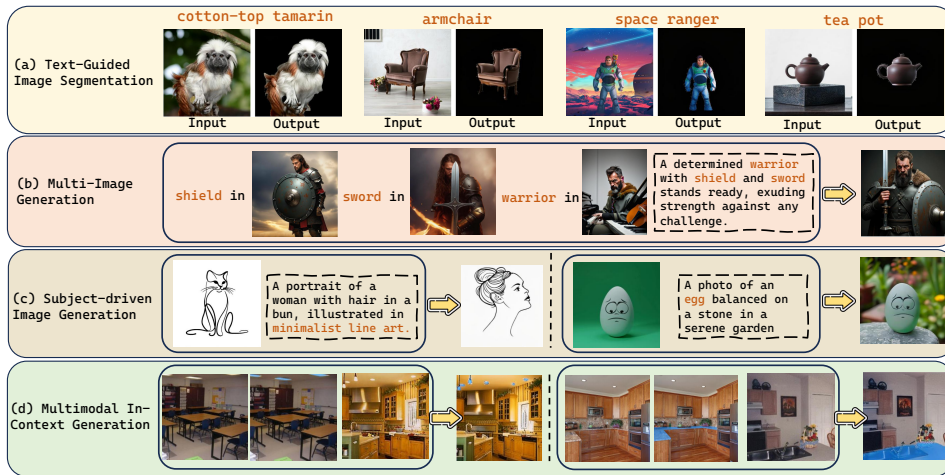 cotton-top tamarin
armchair
space ranger
tea pot
(a) Text-Guided
Image Segmentation
Input
Output
Input
Output
Input
Output
Input
Output
(b) Multi-Image
Generation
shield in
sword in
warrior in
A determined warrior
with shield and sword
stands ready, exuding
strength against any
challenge.
(c) Subject-driven
Image Generation
A portrait of a
woman with hair in a
bun, illustrated in
minimalist line art.
A photo of an
egg balanced on
a stone in a
serene garden
(d) Multimodal In-
Context Generation